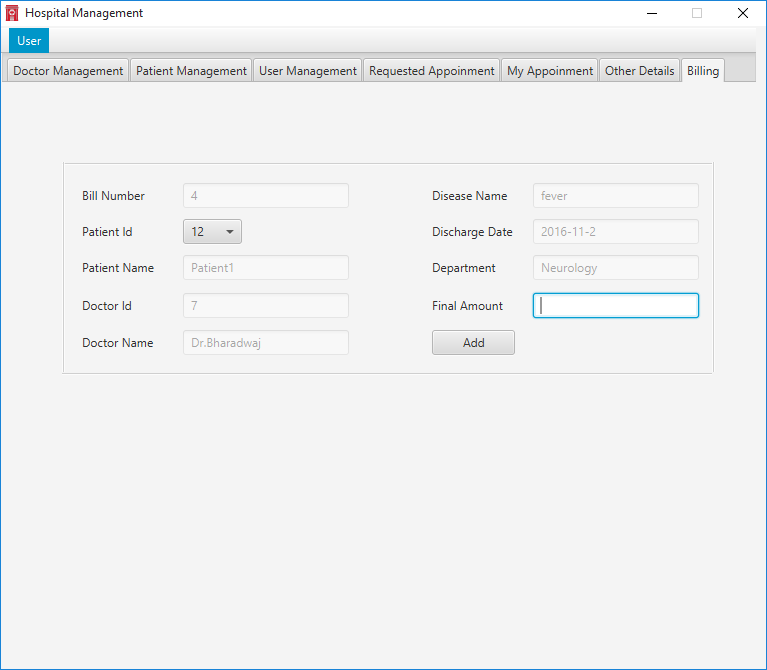 Hospital Management
User
Doctor Management Patient Management User Management Requested Appoinment My Appoinment Other Details Billing
Bill Number 4 Disease Name fever
Patient Id 12 Discharge Date 2016-11-2
Patient Name Patient1 Department Neurology
Doctor Id 7 Final Amount
Doctor Name Dr.Bharadwaj Add